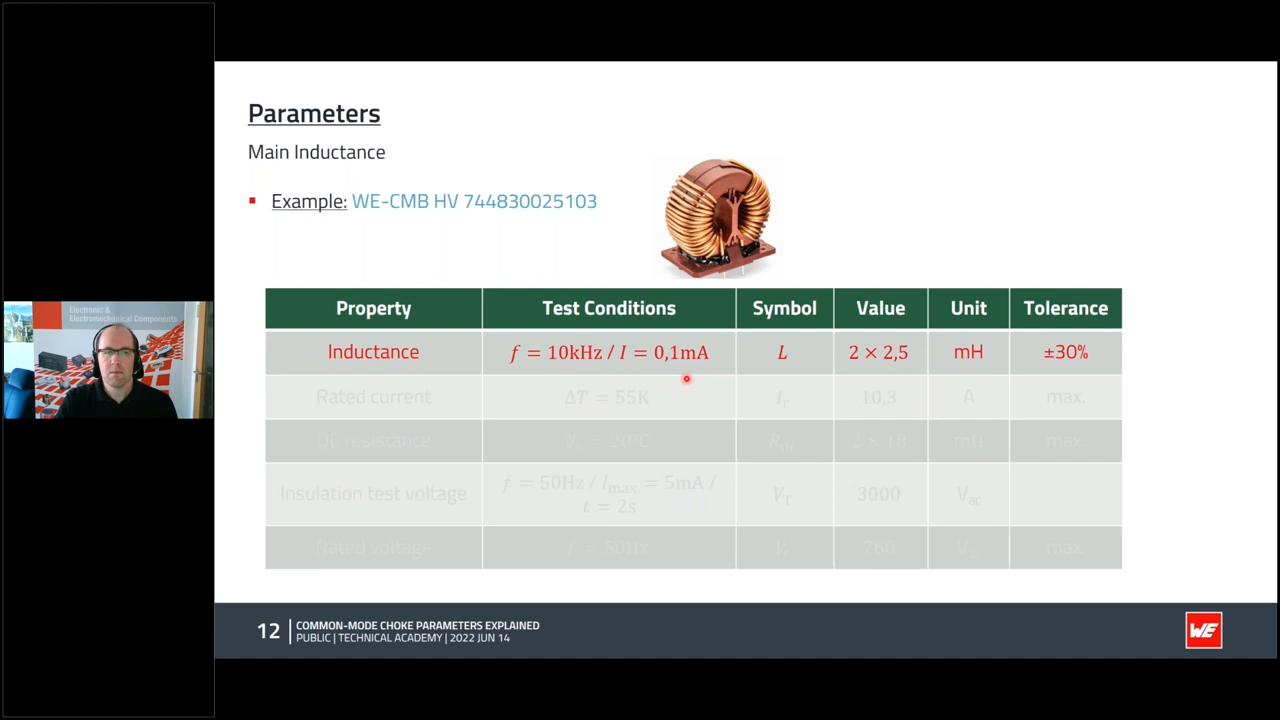 Parameters
Main Inductance
Example: WE-CMB HV 744830025103
Property Test Conditions Symbol Value Unit Tolerance
Inductance f = 10kHz / I = 0,1mA L 2 × 2,5 mH ±30%
Rated current ΔT = 55K I_r 10,3 A max.
DC resistance = 20°C 2 × 10 mΩ max.
Insulation test voltage f = 50Hz / I_max = 5mA / t = 2s V_T 3000 V_ac
Rated voltage f = 50Hz V_r 760 max.
Electronic &
Electromechanical Components
12 COMMON-MODE CHOKE PARAMETERS EXPLAINED
PUBLIC | TECHNICAL ACADEMY | 2022 JUN 14
WE